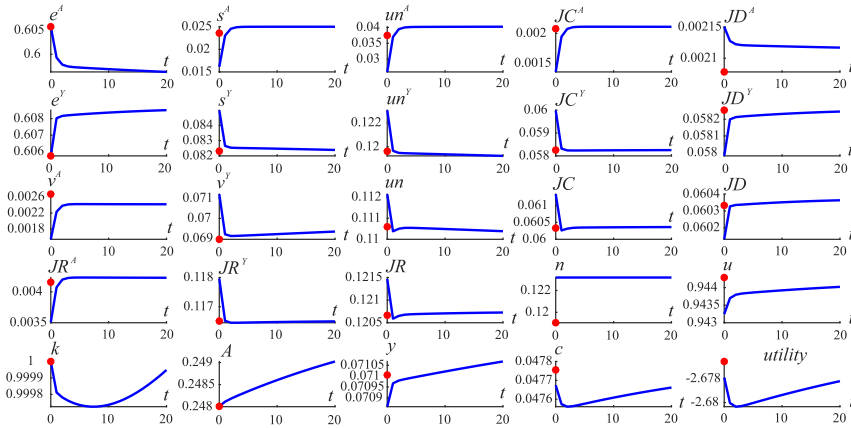 e^A s^A un^A JC^A JD^A
0.605 0.025 0.04 0.002 0.00215
0.6 0.02 0.03 0.0015 0.0021
0.015
t t t t t
0 10 20 0 10 20 0 10 20 0 10 20 0 10 20
e^Y s^Y un^Y JC^Y JD^Y
0.608 0.084 0.122 0.06 0.0582
0.606 0.083 0.12 0.059 0.0581
0.082 0.058 0.058
t t t t
0 10 20 0 10 20 0 10 20 0 10 20 0 10 20
v^A v^Y un JC JD
0.0026 0.071 0.112 0.061 0.0604
0.0022 0.07 0.11 0.0605 0.0603
0.0018 0.069 0.06 0.0602
t t t t
0 10 20 0 10 20 0 10 20 0 10 20 0 10 20
JR^A JR^Y JR n u
0.004 0.118 0.1215 0.122 0.944
0.0035 0.117 0.121 0.12 0.9435
0.1205 0.943
t t t t
0 10 20 0 10 20 0 10 20 0 10 20 0 10 20
k A y c utility
1 0.249 0.07105 0.0478 -2.678
0.9999 0.2485 0.071 0.0477 -2.68
0.9998 0.248 0.07095 0.0476
0.0709
t t t t
0 10 20 0 10 20 0 10 20 0 10 20 0 10 20